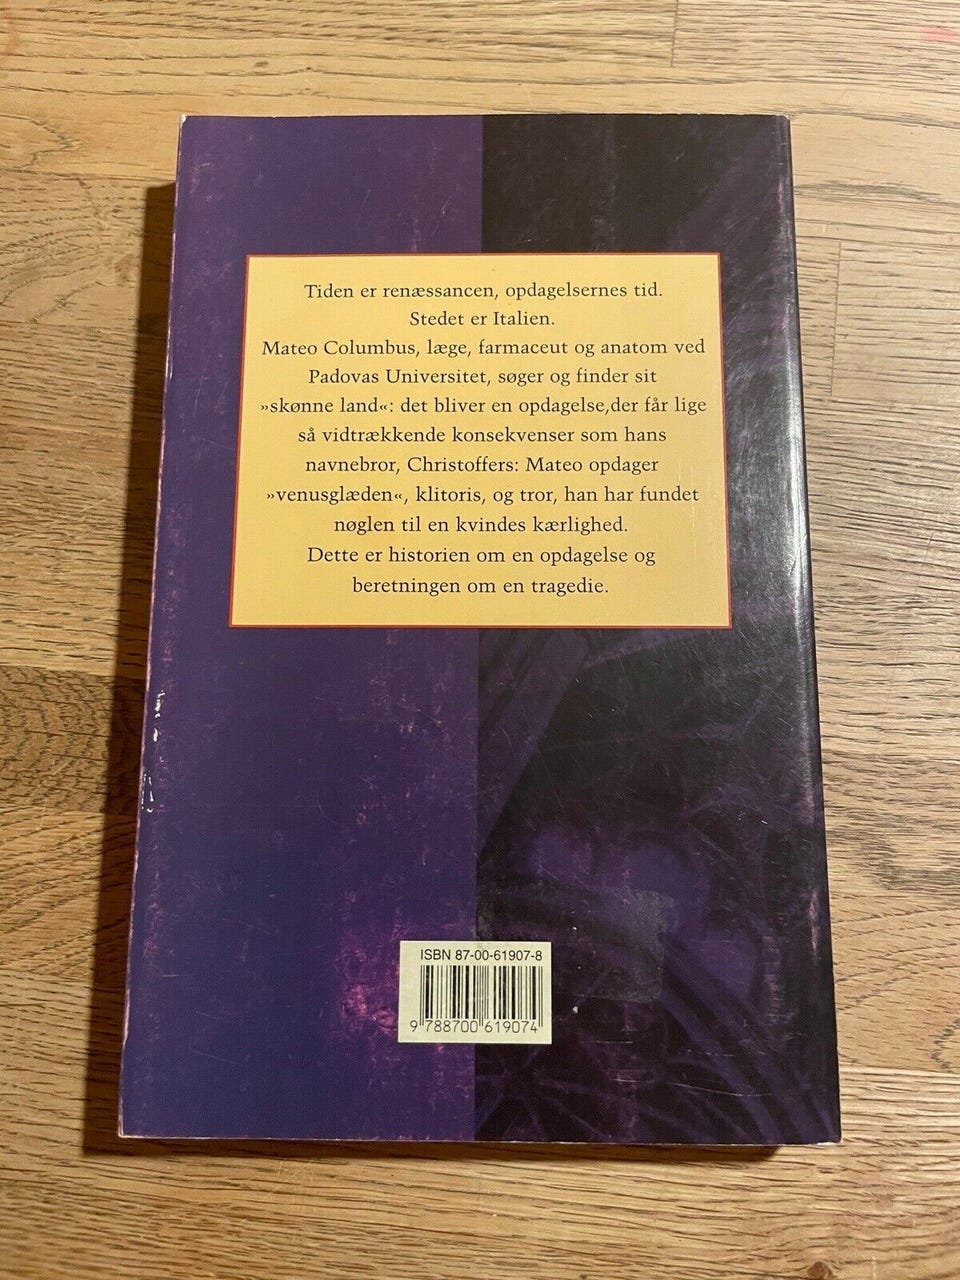 Tiden er renæssancen, opdagelsernes tid.
Stedet er Italien.
Mateo Columbus, læge, farmaceut og anatom ved
Padovas Universitet, søger og finder sit
»skønne land«: det bliver en opdagelse,der får lige
så vidtrækkende konsekvenser som hans
navnebror, Christoffers: Mateo opdager
»venusglæden«, klitoris, og tror, han har fundet
nøglen til en kvindes kærlighed.
Dette er historien om en opdagelse og
beretningen om en tragedie.
ISBN 87-00-61907-8
9 788700 619074